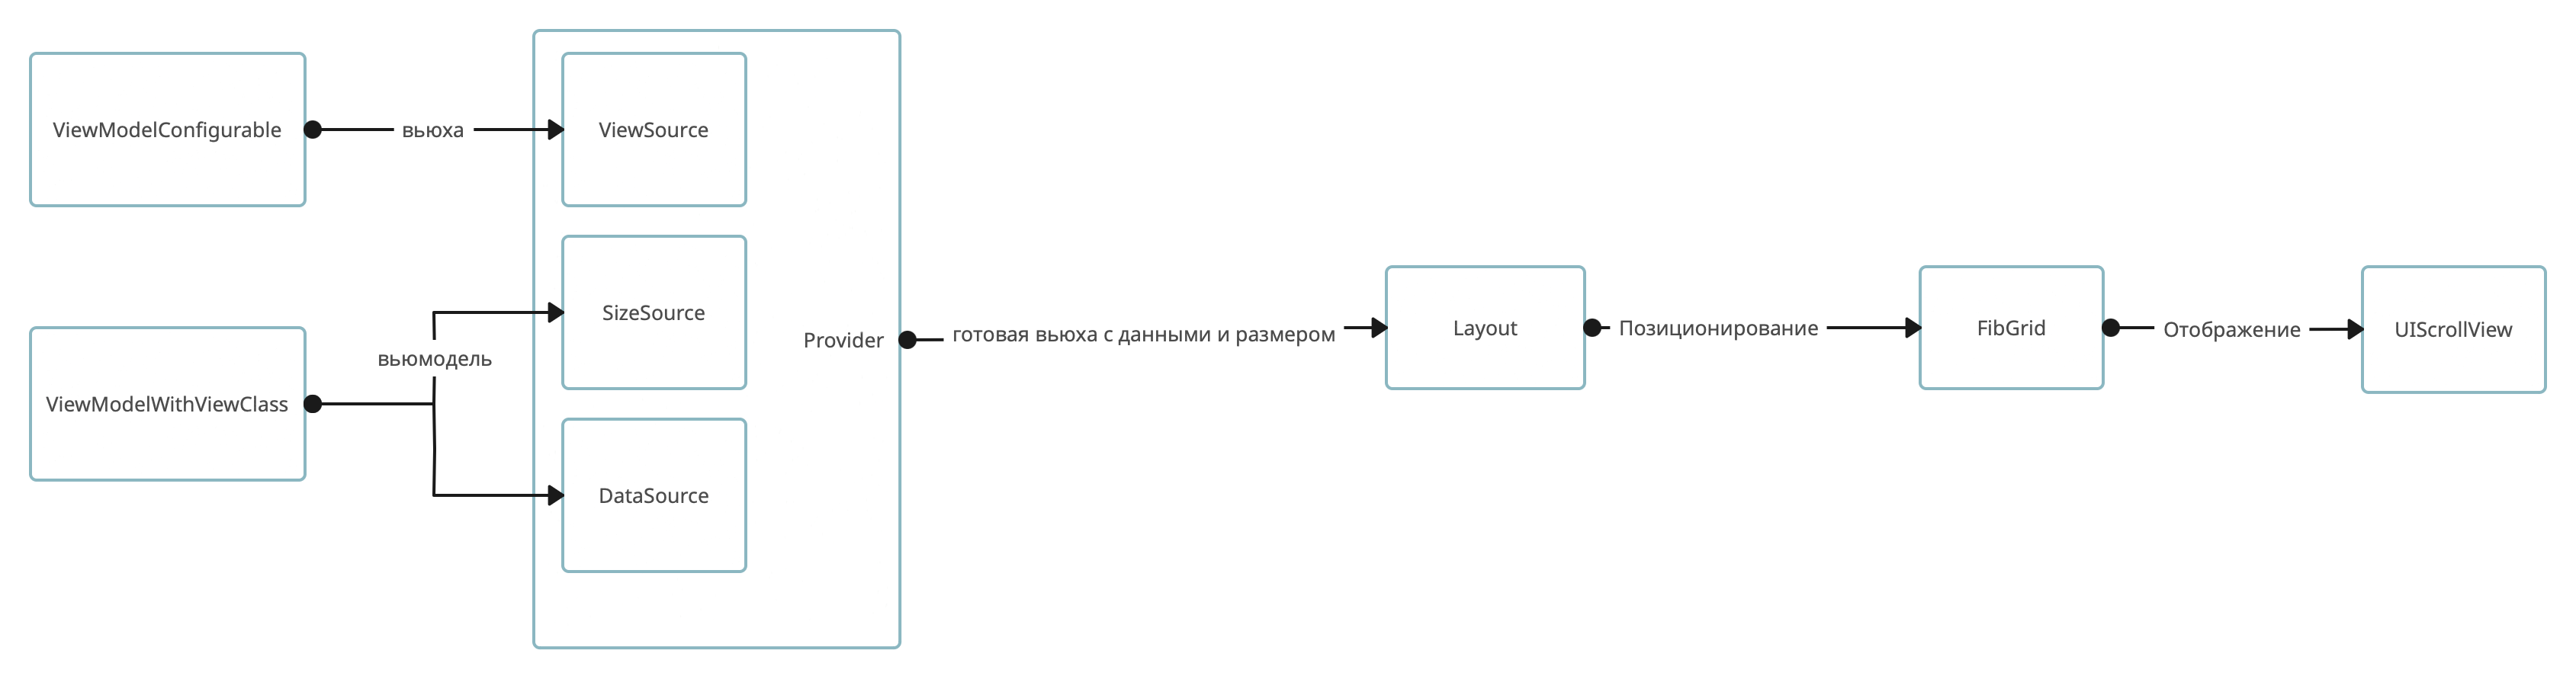 ViewModelConfigurable
вьюха
ViewSource
SizeSource
вьюмодель
ViewModelWithViewClass
DataSource
Provider
готовая вьюха с данными и размером
Layout
Позиционирование
FibGrid
Отображение
UIScrollView